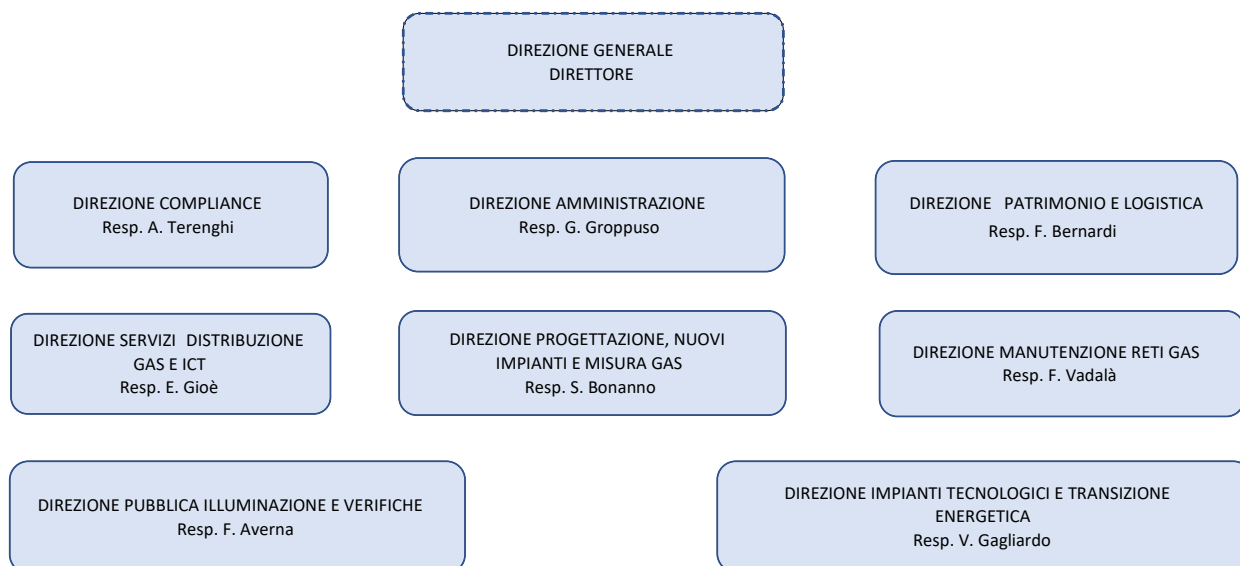 DIREZIONE GENERALE
DIRETTORE
DIREZIONE COMPLIANCE
Resp. A. Terenghi
DIREZIONE AMMINISTRAZIONE
Resp. G. Groppuso
DIREZIONE PATRIMONIO E LOGISTICA
Resp. F. Bernardi
DIREZIONE SERVIZI DISTRIBUZIONE
GAS E ICT
Resp. E. Gioè
DIREZIONE PROGETTAZIONE, NUOVI
IMPIANTI E MISURA GAS
Resp. S. Bonanno
DIREZIONE MANUTENZIONE RETI GAS
Resp. F. Vadalà
DIREZIONE PUBBLICA ILLUMINAZIONE E VERIFICHE
Resp. F. Averna
DIREZIONE IMPIANTI TECNOLOGICI E TRANSIZIONE
ENERGETICA
Resp. V. Gagliardo